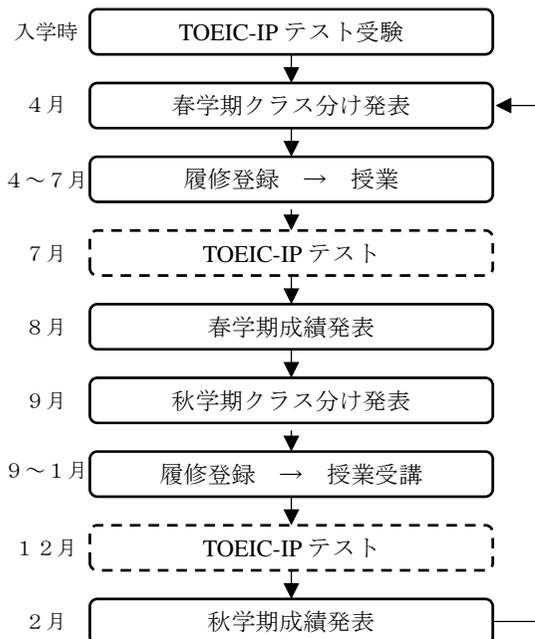 入学時 TOEIC-IP テスト受験
４月 春学期クラス分け発表
４～７月 履修登録 → 授業
７月 TOEIC-IP テスト
８月 春学期成績発表
９月 秋学期クラス分け発表
９～１月 履修登録 → 授業受講
１２月 TOEIC-IP テスト
２月 秋学期成績発表